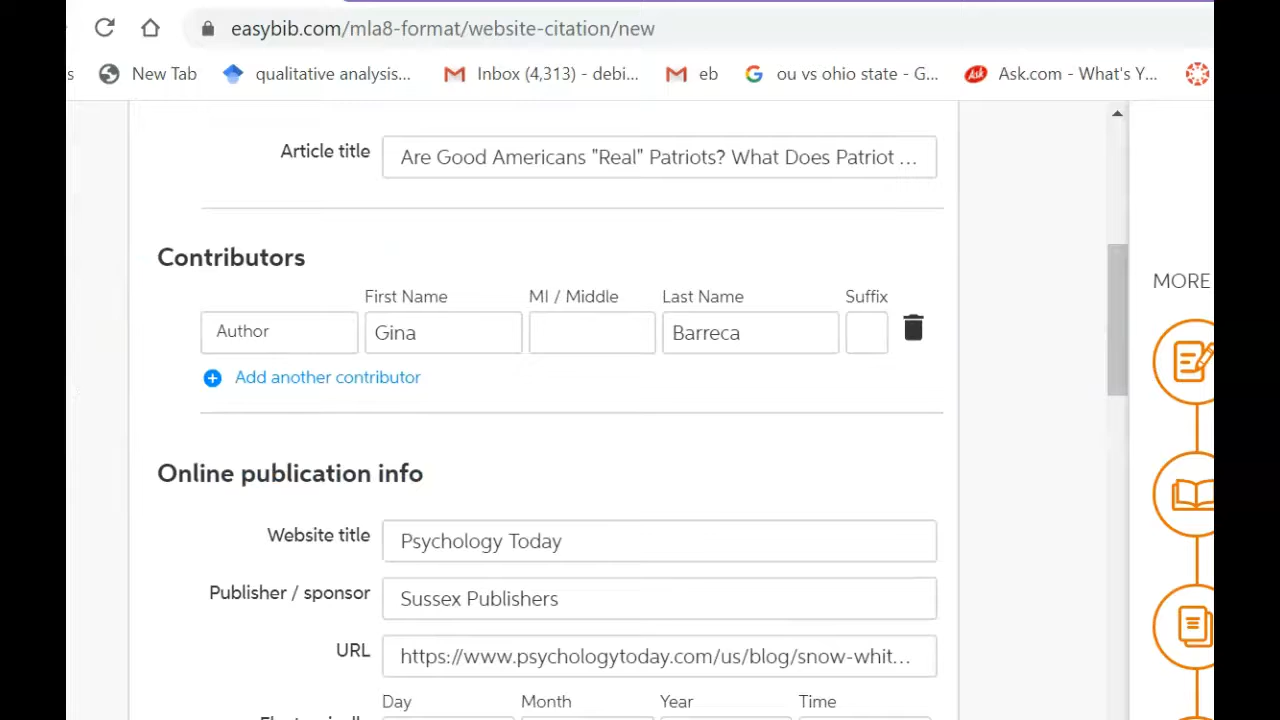 easybib.com/mla8-format/website-citation/new
s New Tab qualitative analysis... Inbox (4,313) - debi... eb ou vs ohio state - G... Ask Ask.com - What's Y...
Article title Are Good Americans "Real" Patriots? What Does Patriot ...
Contributors
MORE
First Name MI / Middle Last Name Suffix
Author Gina Barreca
Add another contributor
Online publication info
Website title Psychology Today
Publisher / sponsor Sussex Publishers
URL https://www.psychologytoday.com/us/blog/snow-whit...
Day Month Year Time